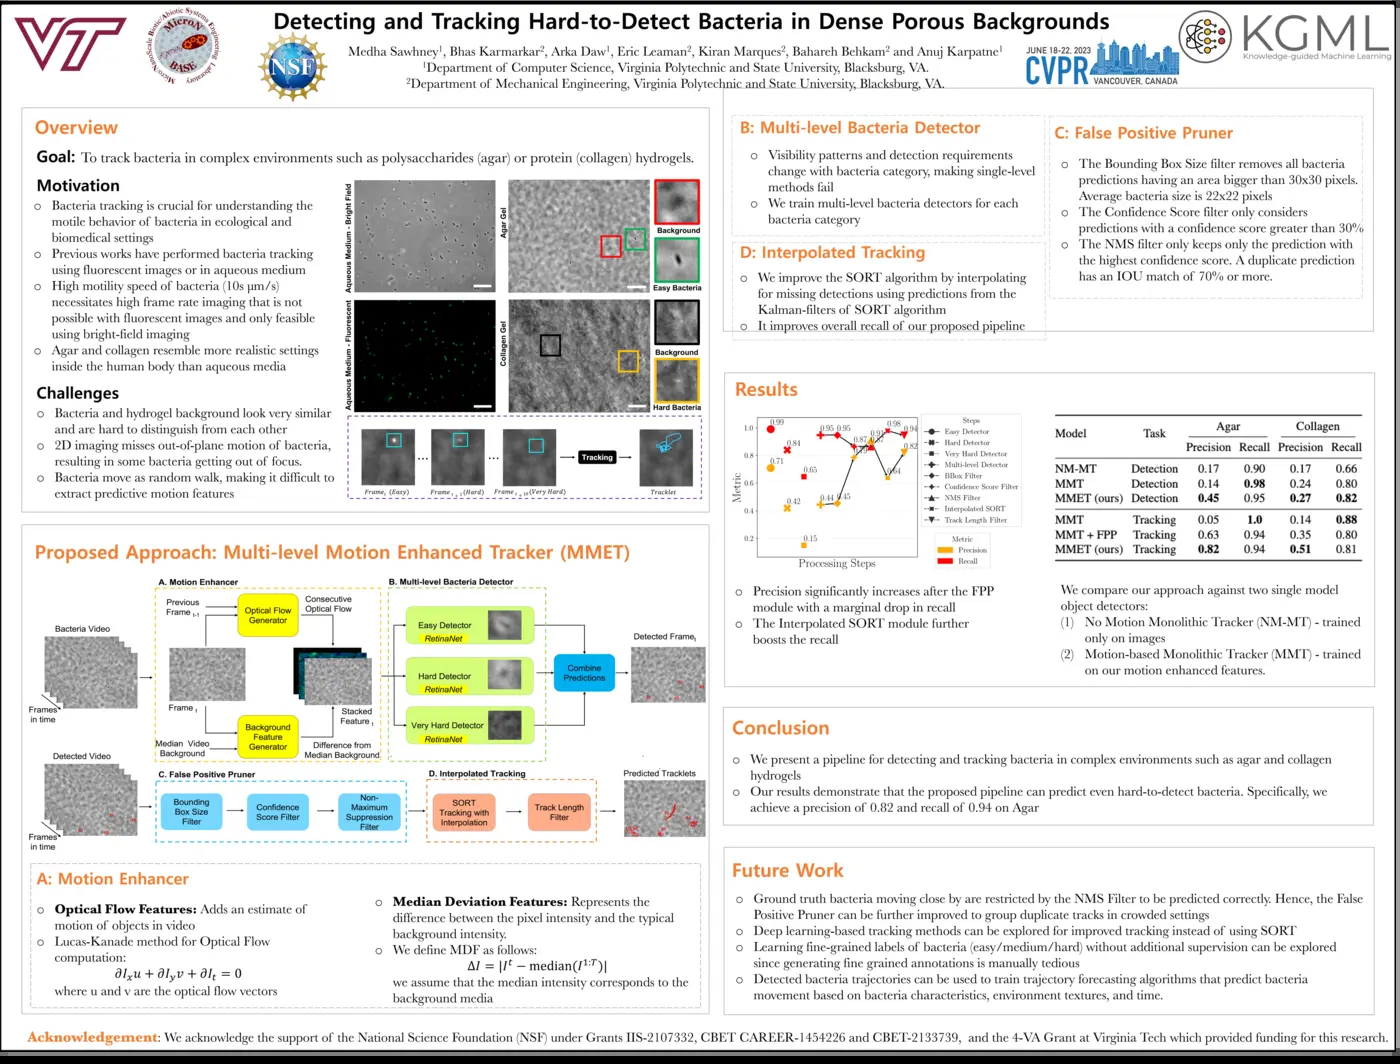 Detecting and Tracking Hard-to-Detect Bacteria in Dense Porous Backgrounds
Medha Sawhney¹, Bhas Karmarkar², Arka Daw¹, Eric Leaman², Kiran Marques², Bahareh Behkam² and Anuj Karpatne¹
¹Department of Computer Science, Virginia Polytechnic and State University, Blacksburg, VA.
²Department of Mechanical Engineering, Virginia Polytechnic and State University, Blacksburg, VA.
VT
MicroN
BASE
NSF
JUNE 18-22, 2023
CVPR
VANCOUVER, CANADA
KGML
Knowledge-guided Machine Learning
Overview
Goal: To track bacteria in complex environments such as polysaccharides (agar) or protein (collagen) hydrogels.
Motivation
o Bacteria tracking is crucial for understanding the
motile behavior of bacteria in ecological and
biomedical settings
o Previous works have performed bacteria tracking
using fluorescent images or in aqueous medium
o High motility speed of bacteria (10s μm/s)
necessitates high frame rate imaging that is not
possible with fluorescent images and only feasible
using bright-field imaging
o Agar and collagen resemble more realistic settings
inside the human body than aqueous media
Challenges
o Bacteria and hydrogel background look very similar
and are hard to distinguish from each other
o 2D imaging misses out-of-plane motion of bacteria,
resulting in some bacteria getting out of focus.
o Bacteria move as random walk, making it difficult to
extract predictive motion features
Aqueous Medium - Bright Field
Agar Gel
Background
Easy Bacteria
Aqueous Medium - Fluorescent
Collagen Gel
Background
Hard Bacteria
... ...
Tracking
Frame t (Easy)
Frame t+5 (Hard)
Frame t+10 (Very Hard)
Tracklet
Proposed Approach: Multi-level Motion Enhanced Tracker (MMET)
A. Motion Enhancer
B. Multi-level Bacteria Detector
Previous
Frame t-1
Optical Flow
Generator
Consecutive
Optical Flow
Bacteria Video
Frames
in time
Frame t
Stacked
Feature t
Median Video
Background
Background
Feature
Generator
Difference from
Median Background
Easy Detector
RetinaNet
Hard Detector
RetinaNet
Very Hard Detector
RetinaNet
Combine
Predictions
Detected Frame t
Detected Video
Frames
in time
C. False Positive Pruner
Bounding
Box Size
Filter
Confidence
Score Filter
Non-
Maximum
Suppression
Filter
D. Interpolated Tracking
SORT
Tracking with
Interpolation
Track Length
Filter
Predicted Tracklets
A: Motion Enhancer
o Optical Flow Features: Adds an estimate of
motion of objects in video
o Lucas-Kanade method for Optical Flow
computation:
∂Iₓu + ∂Iᵧv + ∂Iₜ = 0
where u and v are the optical flow vectors
o Median Deviation Features: Represents the
difference between the pixel intensity and the typical
background intensity.
o We define MDF as follows:
ΔI = |Iᵗ − median(I¹:ᵀ)|
we assume that the median intensity corresponds to the
background media
B: Multi-level Bacteria Detector
o Visibility patterns and detection requirements
change with bacteria category, making single-level
methods fail
o We train multi-level bacteria detectors for each
bacteria category
D: Interpolated Tracking
o We improve the SORT algorithm by interpolating
for missing detections using predictions from the
Kalman-filters of SORT algorithm
o It improves overall recall of our proposed pipeline
C: False Positive Pruner
o The Bounding Box Size filter removes all bacteria
predictions having an area bigger than 30x30 pixels.
Average bacteria size is 22x22 pixels
o The Confidence Score filter only considers
predictions with a confidence score greater than 30%
o The NMS filter only keeps only the prediction with
the highest confidence score. A duplicate prediction
has an IOU match of 70% or more.
Results
Metric
1.0
0.8
0.6
0.4
0.2
0.99
0.71
0.84
0.42
0.65
0.15
0.95
0.44
0.95
0.45
0.87
0.79
0.91
0.87
0.98
0.64
0.94
0.82
Processing Steps
Steps
Easy Detector
Hard Detector
Very Hard Detector
Multi-level Detector
BBox Filter
Confidence Score Filter
NMS Filter
Interpolated SORT
Track Length Filter
Metric
Precision
Recall
o Precision significantly increases after the FPP
module with a marginal drop in recall
o The Interpolated SORT module further
boosts the recall
Model Task Agar Collagen
Precision Recall Precision Recall
NM-MT Detection 0.17 0.90 0.17 0.66
MMT Detection 0.14 0.98 0.24 0.80
MMET (ours) Detection 0.45 0.95 0.27 0.82
MMT Tracking 0.05 1.0 0.14 0.88
MMT + FPP Tracking 0.63 0.94 0.35 0.80
MMET (ours) Tracking 0.82 0.94 0.51 0.81
We compare our approach against two single model
object detectors:
(1) No Motion Monolithic Tracker (NM-MT) - trained
only on images
(2) Motion-based Monolithic Tracker (MMT) - trained
on our motion enhanced features.
Conclusion
o We present a pipeline for detecting and tracking bacteria in complex environments such as agar and collagen
hydrogels
o Our results demonstrate that the proposed pipeline can predict even hard-to-detect bacteria. Specifically, we
achieve a precision of 0.82 and recall of 0.94 on Agar
Future Work
o Ground truth bacteria moving close by are restricted by the NMS Filter to be predicted correctly. Hence, the False
Positive Pruner can be further improved to group duplicate tracks in crowded settings
o Deep learning-based tracking methods can be explored for improved tracking instead of using SORT
o Learning fine-grained labels of bacteria (easy/medium/hard) without additional supervision can be explored
since generating fine grained annotations is manually tedious
o Detected bacteria trajectories can be used to train trajectory forecasting algorithms that predict bacteria
movement based on bacteria characteristics, environment textures, and time.
Acknowledgement: We acknowledge the support of the National Science Foundation (NSF) under Grants IIS-2107332, CBET CAREER-1454226 and CBET-2133739, and the 4-VA Grant at Virginia Tech which provided funding for this research.